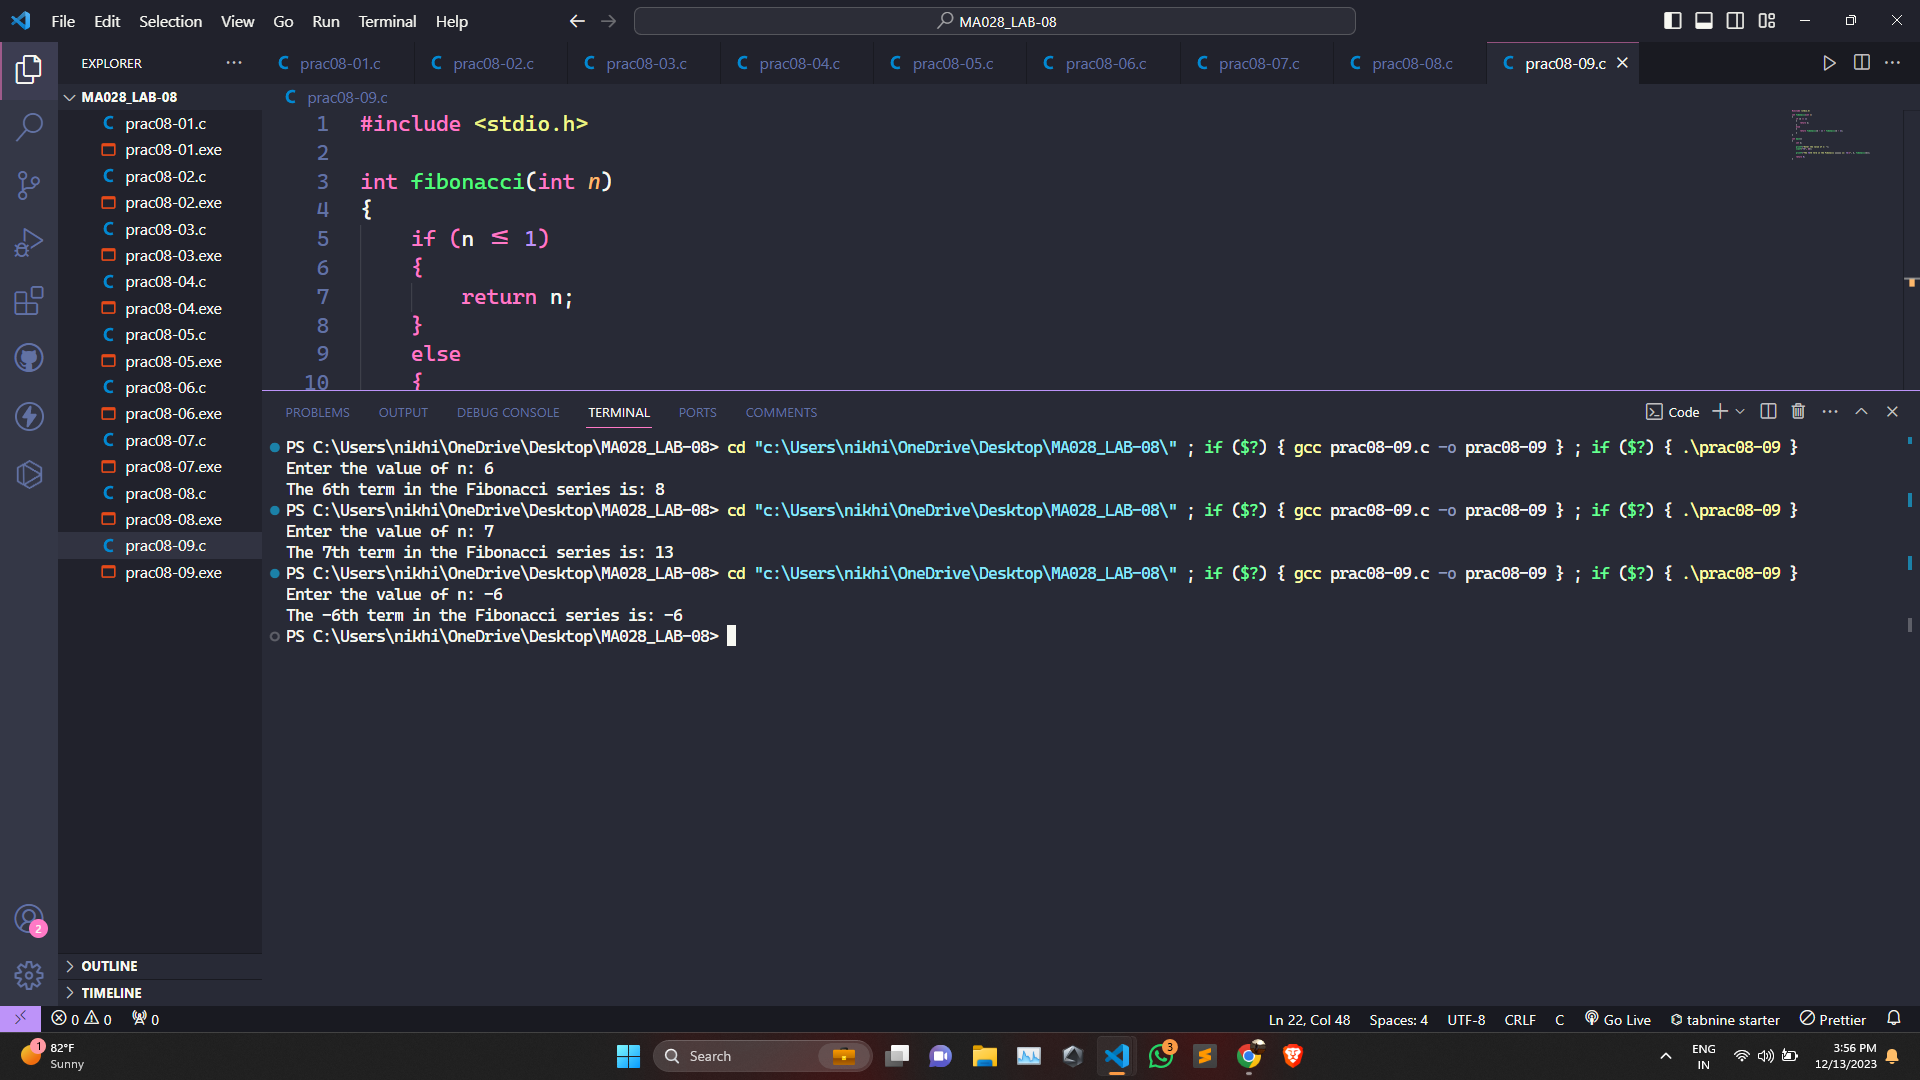 File Edit Selection View Go Run Terminal Help
MA028_LAB-08
EXPLORER
prac08-01.c
prac08-02.c
prac08-03.c
prac08-04.c
prac08-05.c
prac08-06.c
prac08-07.c
prac08-08.c
prac08-09.c
MA028_LAB-08
prac08-01.c
prac08-01.exe
prac08-02.c
prac08-02.exe
prac08-03.c
prac08-03.exe
prac08-04.c
prac08-04.exe
prac08-05.c
prac08-05.exe
prac08-06.c
prac08-06.exe
prac08-07.c
prac08-07.exe
prac08-08.c
prac08-08.exe
prac08-09.c
prac08-09.exe
OUTLINE
TIMELINE
prac08-09.c
1 #include <stdio.h>
2
3 int fibonacci(int n)
4 {
5 if (n ≤ 1)
6 {
7 return n;
8 }
9 else
10 {
PROBLEMS OUTPUT DEBUG CONSOLE TERMINAL PORTS COMMENTS
Code
PS C:\Users\nikhi\OneDrive\Desktop\MA028_LAB-08> cd "c:\Users\nikhi\OneDrive\Desktop\MA028_LAB-08\" ; if ($?) { gcc prac08-09.c -o prac08-09 } ; if ($?) { .\prac08-09 }
Enter the value of n: 6
The 6th term in the Fibonacci series is: 8
PS C:\Users\nikhi\OneDrive\Desktop\MA028_LAB-08> cd "c:\Users\nikhi\OneDrive\Desktop\MA028_LAB-08\" ; if ($?) { gcc prac08-09.c -o prac08-09 } ; if ($?) { .\prac08-09 }
Enter the value of n: 7
The 7th term in the Fibonacci series is: 13
PS C:\Users\nikhi\OneDrive\Desktop\MA028_LAB-08> cd "c:\Users\nikhi\OneDrive\Desktop\MA028_LAB-08\" ; if ($?) { gcc prac08-09.c -o prac08-09 } ; if ($?) { .\prac08-09 }
Enter the value of n: -6
The -6th term in the Fibonacci series is: -6
PS C:\Users\nikhi\OneDrive\Desktop\MA028_LAB-08>
2
0 0 0
Ln 22, Col 48 Spaces: 4 UTF-8 CRLF C Go Live tabnine starter Prettier
1
82°F
Sunny
Search
3
ENG
IN
3:56 PM
12/13/2023